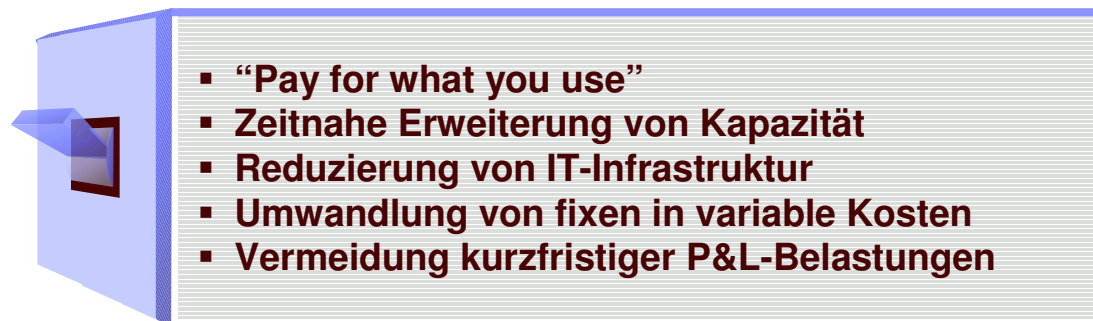 ▪ “Pay for what you use”
▪ Zeitnahe Erweiterung von Kapazität
▪ Reduzierung von IT-Infrastruktur
▪ Umwandlung von fixen in variable Kosten
▪ Vermeidung kurzfristiger P&L-Belastungen